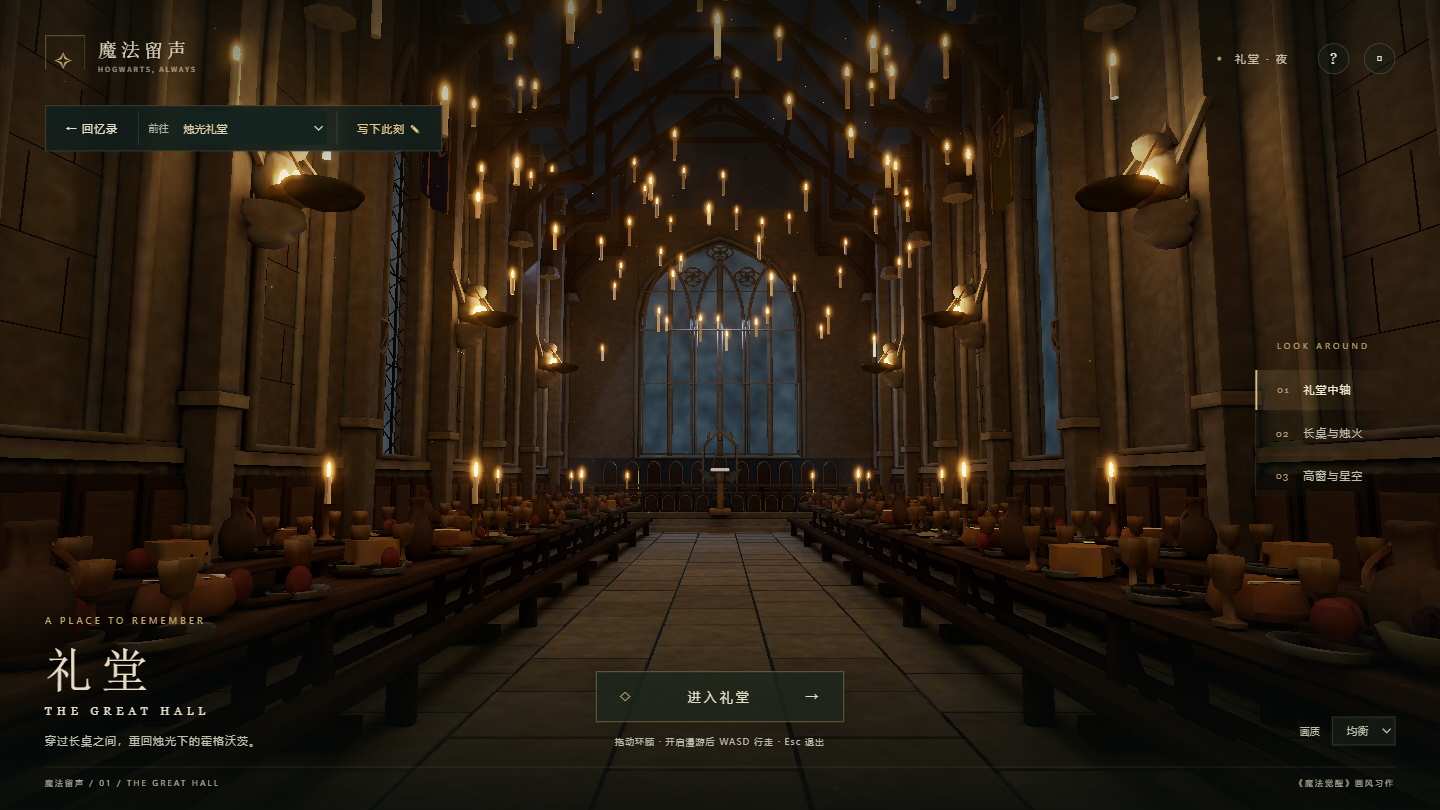 魔法留声
HOGWARTS, ALWAYS
礼堂 · 夜
?
← 回忆录
前往
烛光礼堂
写下此刻
LOOK AROUND
01 礼堂中轴
02 长桌与烛火
03 高窗与星空
A PLACE TO REMEMBER
礼堂
THE GREAT HALL
穿过长桌之间，重回烛光下的霍格沃茨。
进入礼堂 →
拖动环顾 · 开启漫游后 WASD 行走 · Esc 退出
画质 均衡
魔法留声 / 01 / THE GREAT HALL
《魔法觉醒》画风习作